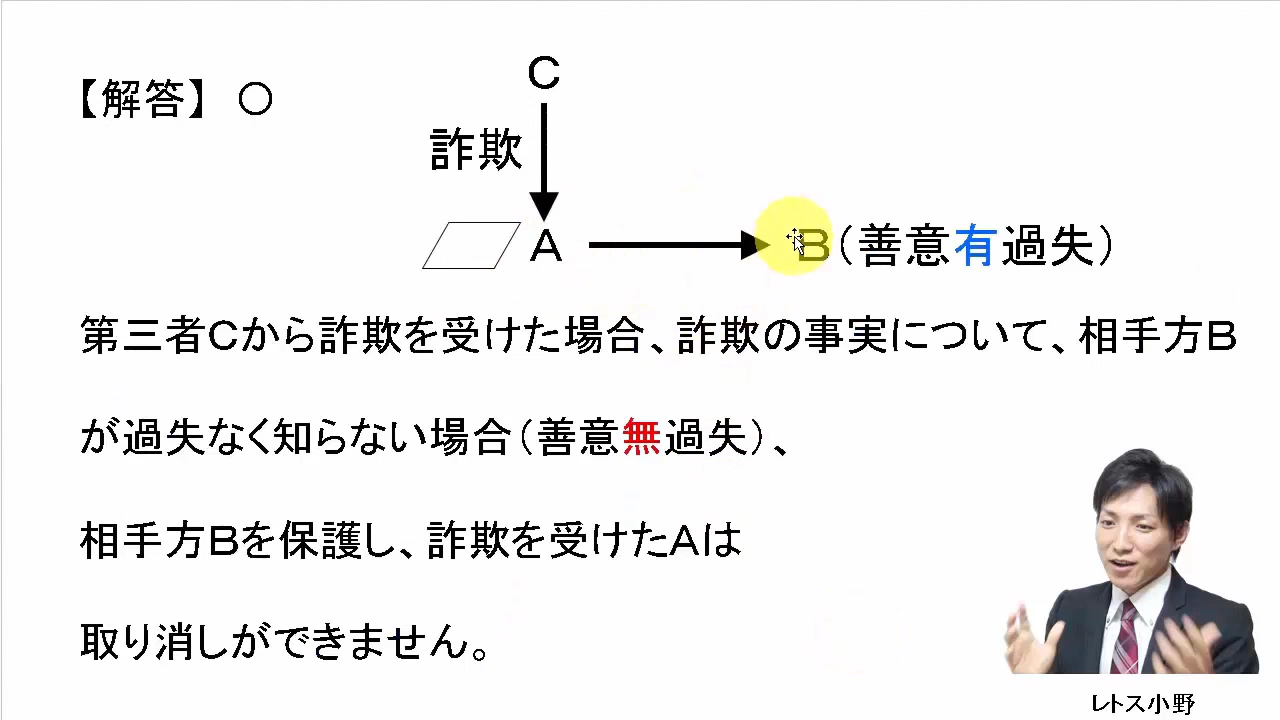 【解答】 ○
C
詐欺
A
B（善意有過失）
第三者Cから詐欺を受けた場合、詐欺の事実について、相手方B
が過失なく知らない場合（善意無過失）、
相手方Bを保護し、詐欺を受けたAは
取り消しができません。
レトス小野